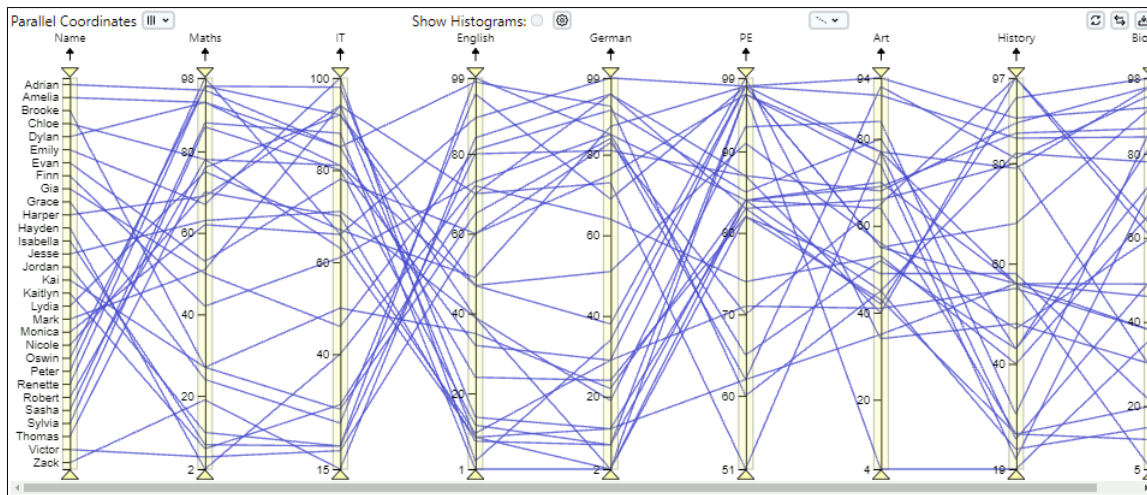 Parallel Coordinates
Show Histograms:
Name Maths IT English German PE Art History Bio
98 100 99 99 99 94 97 98
Adrian
Amelia
Brooke
Chloe
Dylan
Emily
Evan
Finn
Gia
Grace
Harper
Hayden
Isabella
Jesse
Jordan
Kai
Kaitlyn
Lydia
Mark
Monica
Nicole
Oswin
Peter
Renette
Robert
Sasha
Sylvia
Thomas
Victor
Zack
80 80 80 90 80 80 80
60 60 60 60 80 60 60 60
40 40 40 40 70 40 40 40
20 20 20 60 20 20
2 15 1 2 51 4 19 5